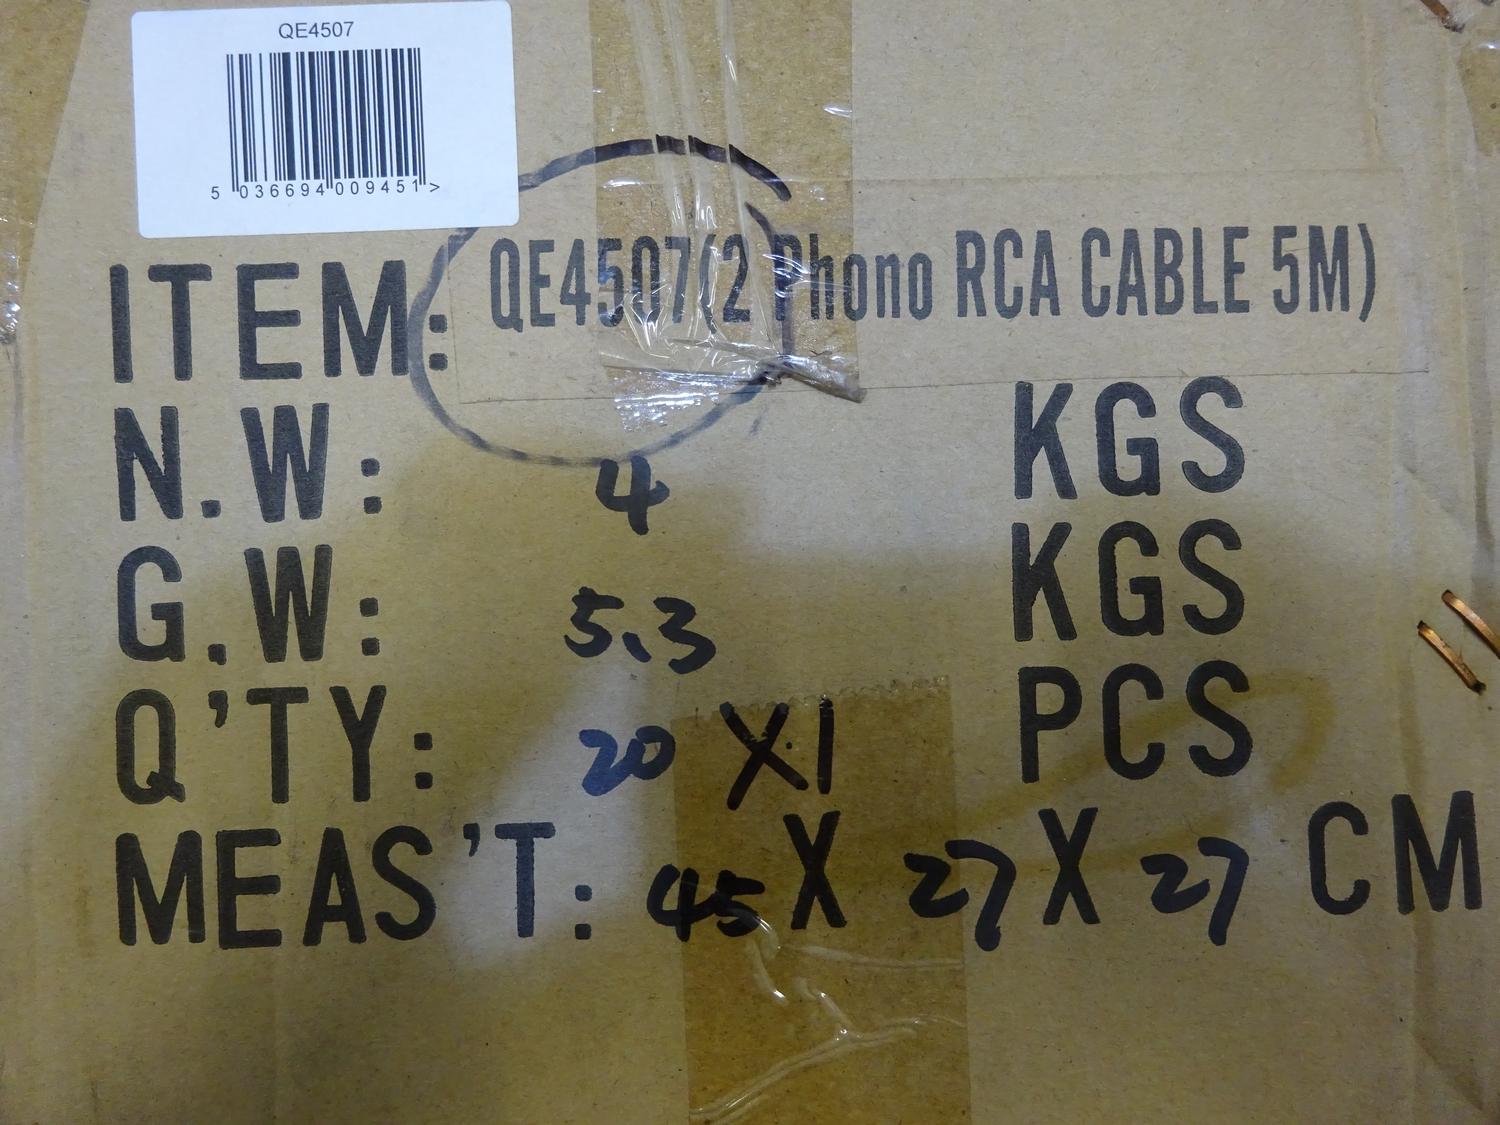 QE4507
5 036694 009451 >
ITEM: QE4507(2 Phono RCA CABLE 5M)
N.W: 4 KGS
G.W: 5.3 KGS
Q'TY: 20 X1 PCS
MEAS'T: 45 X 27 X 27 CM